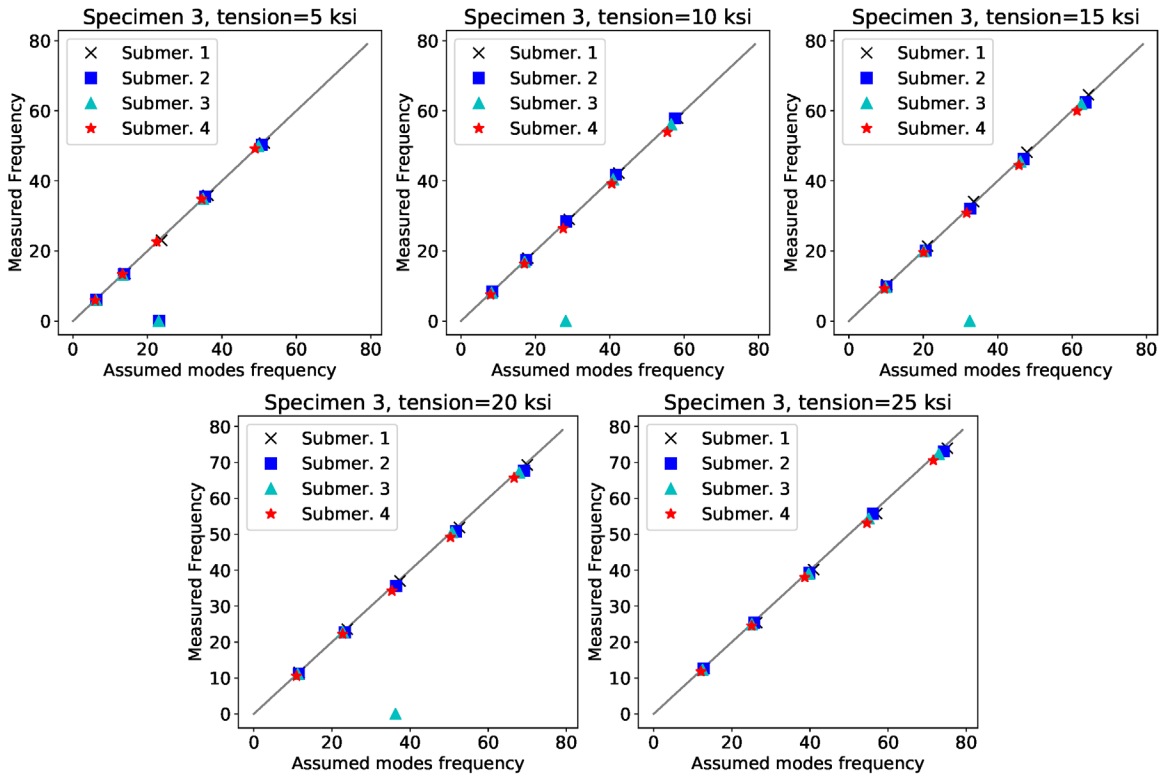 Specimen 3, tension=5 ksi
80
60
40
20
0
Measured Frequency
Submer. 1
Submer. 2
Submer. 3
Submer. 4
0 20 40 60 80
Assumed modes frequency
Specimen 3, tension=10 ksi
80
60
40
20
0
Measured Frequency
Submer. 1
Submer. 2
Submer. 3
Submer. 4
0 20 40 60 80
Assumed modes frequency
Specimen 3, tension=15 ksi
80
60
40
20
0
Measured Frequency
Submer. 1
Submer. 2
Submer. 3
Submer. 4
0 20 40 60 80
Assumed modes frequency
Specimen 3, tension=20 ksi
80
70
60
50
40
30
20
10
0
Measured Frequency
Submer. 1
Submer. 2
Submer. 3
Submer. 4
0 20 40 60 80
Assumed modes frequency
Specimen 3, tension=25 ksi
80
70
60
50
40
30
20
10
0
Measured Frequency
Submer. 1
Submer. 2
Submer. 3
Submer. 4
0 20 40 60 80
Assumed modes frequency